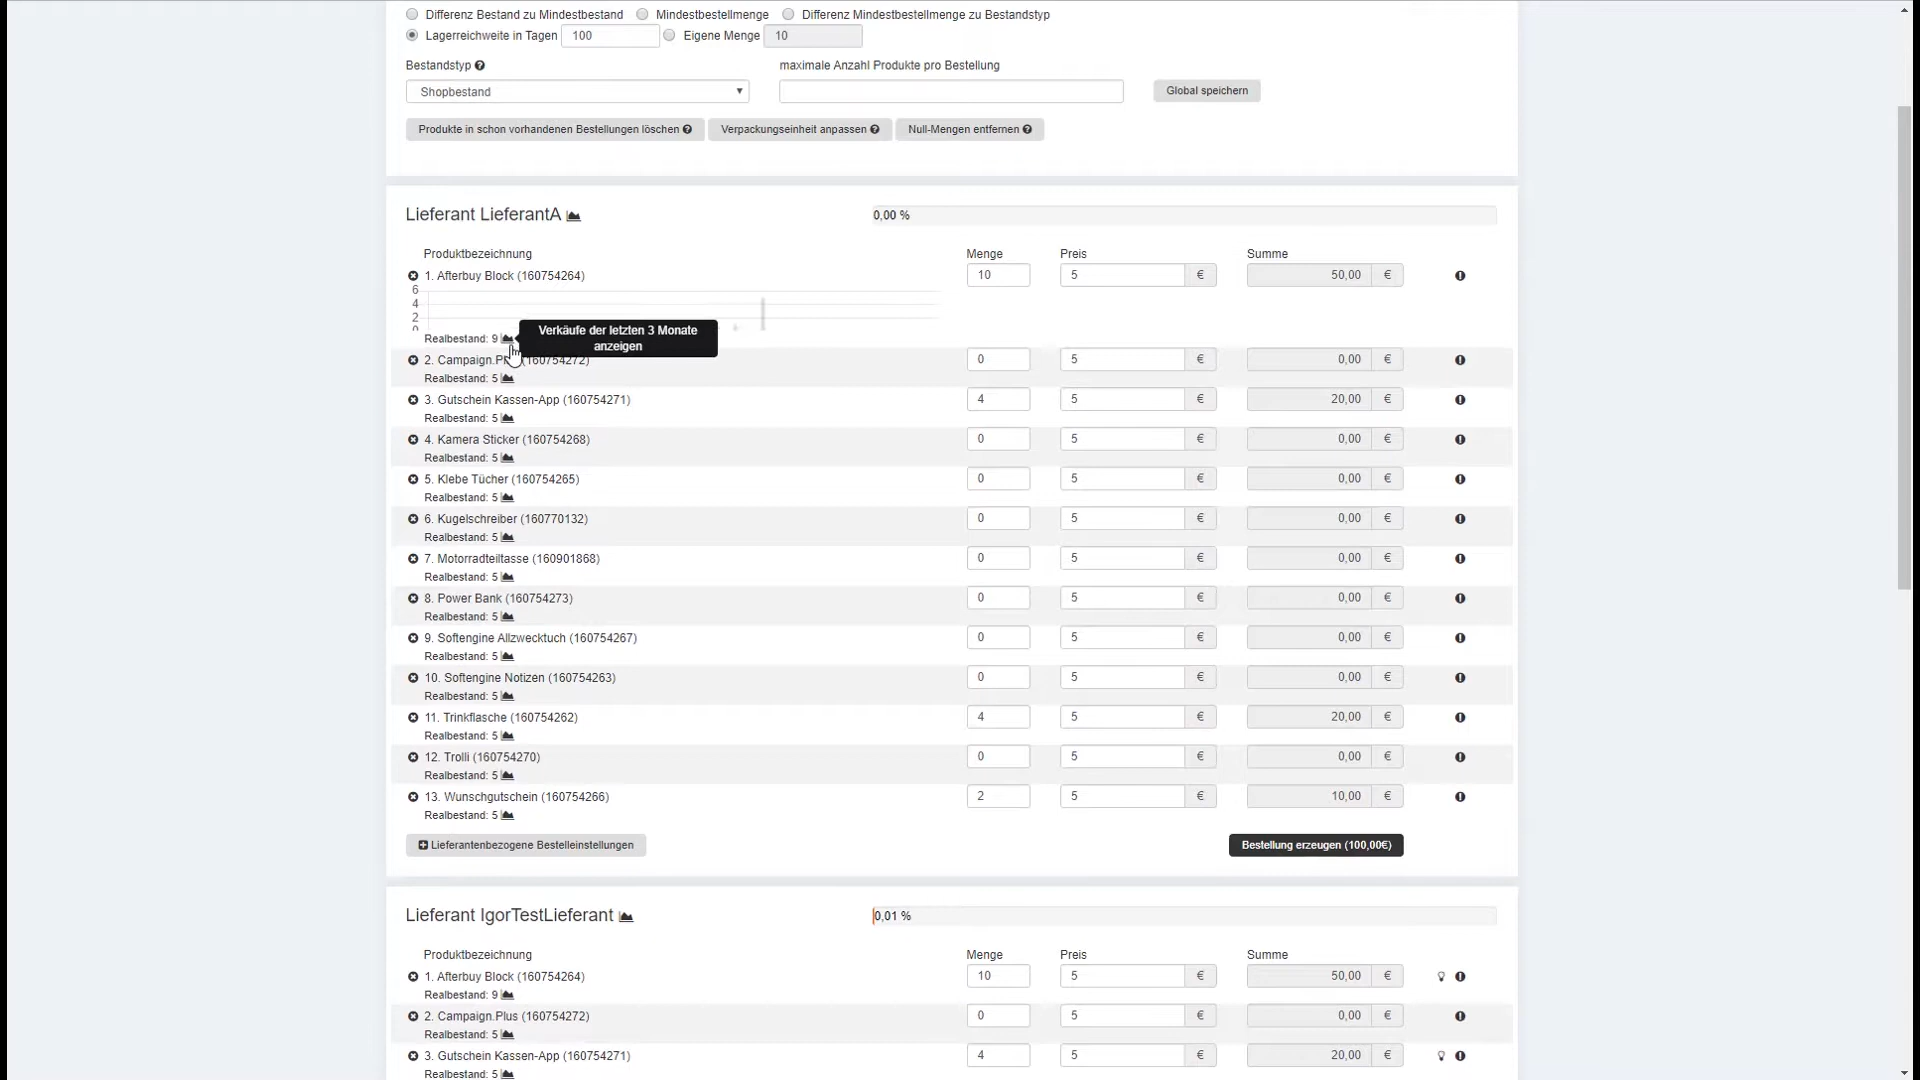 Differenz Bestand zu Mindestbestand Mindestbestellmenge Differenz Mindestbestellmenge zu Bestandstyp
Lagerreichweite in Tagen 100 Eigene Menge 10
Bestandstyp maximale Anzahl Produkte pro Bestellung
Shopbestand Global speichern
Produkte in schon vorhandenen Bestellungen löschen Verpackungseinheit anpassen Null-Mengen entfernen
Lieferant LieferantA 0,00 %
Produktbezeichnung Menge Preis Summe
1. Afterbuy Block (160754264) 10 5 € 50,00 €
6
4
2
0
Realbestand: 9
Verkäufe der letzten 3 Monate
anzeigen
2. Campaign.P 160754272) 0 5 € 0,00 €
Realbestand: 5
3. Gutschein Kassen-App (160754271) 4 5 € 20,00 €
Realbestand: 5
4. Kamera Sticker (160754268) 0 5 € 0,00 €
Realbestand: 5
5. Klebe Tücher (160754265) 0 5 € 0,00 €
Realbestand: 5
6. Kugelschreiber (160770132) 0 5 € 0,00 €
Realbestand: 5
7. Motorradteiltasse (160901868) 0 5 € 0,00 €
Realbestand: 5
8. Power Bank (160754273) 0 5 € 0,00 €
Realbestand: 5
9. Softengine Allzwecktuch (160754267) 0 5 € 0,00 €
Realbestand: 5
10. Softengine Notizen (160754263) 0 5 € 0,00 €
Realbestand: 5
11. Trinkflasche (160754262) 4 5 € 20,00 €
Realbestand: 5
12. Trolli (160754270) 0 5 € 0,00 €
Realbestand: 5
13. Wunschgutschein (160754266) 2 5 € 10,00 €
Realbestand: 5
Lieferantenbezogene Bestelleinstellungen Bestellung erzeugen (100,00€)
Lieferant IgorTestLieferant 0,01 %
Produktbezeichnung Menge Preis Summe
1. Afterbuy Block (160754264) 10 5 € 50,00 €
Realbestand: 9
2. Campaign.Plus (160754272) 0 5 € 0,00 €
Realbestand: 5
3. Gutschein Kassen-App (160754271) 4 5 € 20,00 €
Realbestand: 5